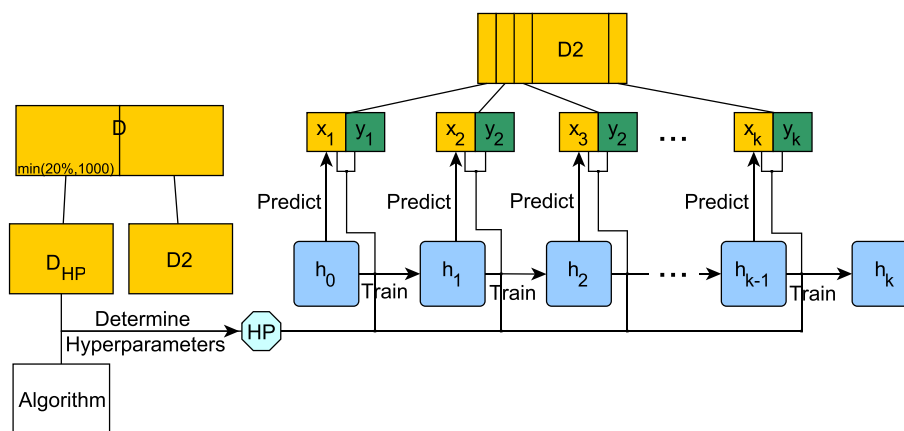 D2
x1 y1
x2 y2
x3 y2
...
xk yk
D
min(20%,1000)
Predict
Predict
Predict
Predict
DHP
D2
h0
h1
h2
...
hk-1
hk
Train
Train
Train
Determine
Hyperparameters
HP
Algorithm